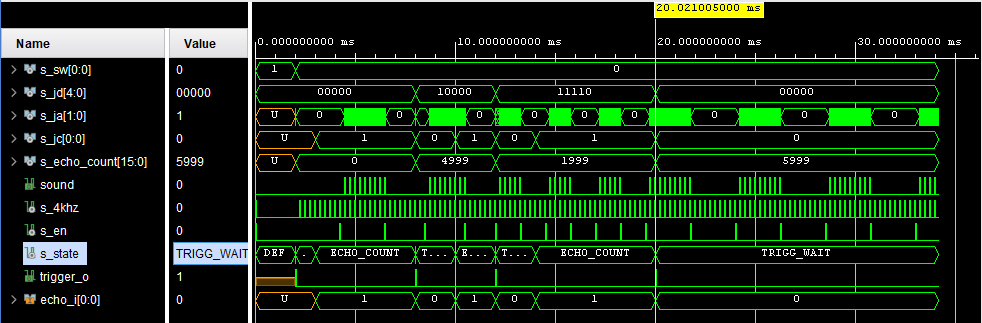 20.021005000 ms
Name Value
0.000000000 ms 10.000000000 ms 20.000000000 ms 30.000000000 ms
s_sw[0:0] 0 1 0
s_jd[4:0] 00000 00000 10000 11110 00000
s_ja[1:0] 1 U 0 0 0 0 0 0 0 0 0 0
s_jc[0:0] 0 U 1 0 1 0 1 0
s_echo_count[15:0] 5999 U 0 4999 1999 5999
sound 0
s_4khz 0
s_en 0
s_state TRIGG_WAIT DEF . ECHO_COUNT T... E... T... ECHO_COUNT TRIGG_WAIT
trigger_o 1
echo_i[0:0] 0 U 1 0 1 0 1 0